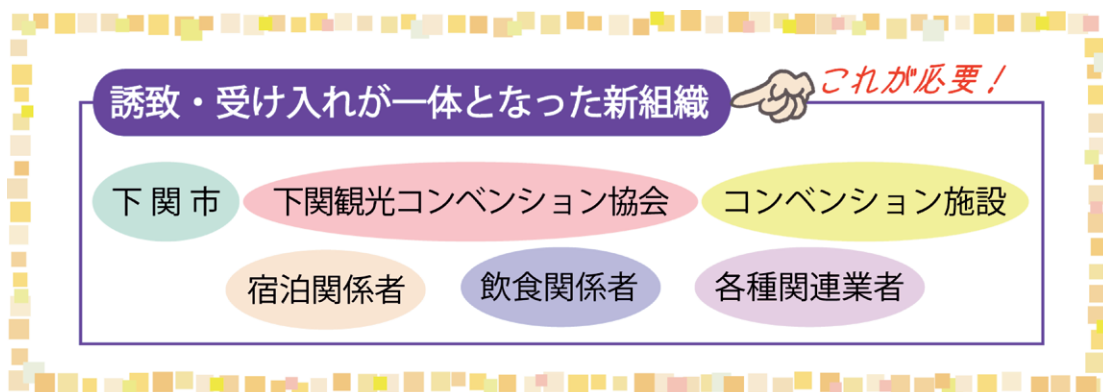 誘致・受け入れが一体となった新組織
これが必要！
下関市
下関観光コンベンション協会
コンベンション施設
宿泊関係者
飲食関係者
各種関連業者